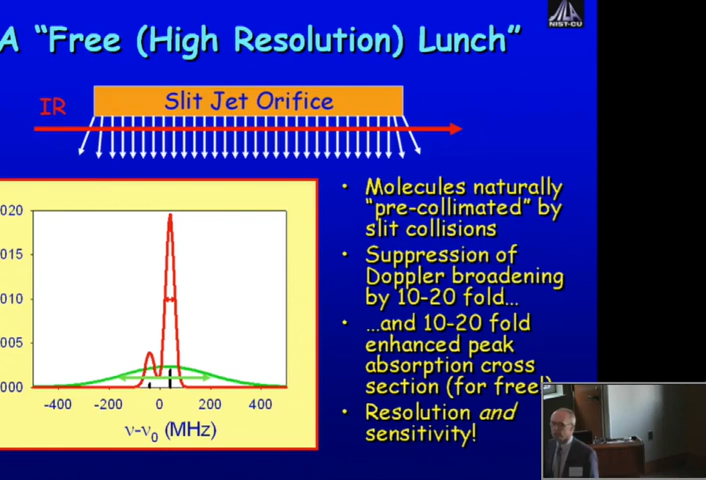 A “Free (High Resolution) Lunch”
JILA
NIST-CU
IR
Slit Jet Orifice
• Molecules naturally
“pre-collimated” by
slit collisions
• Suppression of
Doppler broadening
by 10-20 fold…
• …and 10-20 fold
enhanced peak
absorption cross
section (for free!)
• Resolution and
sensitivity!
020
015
010
005
000
-400 -200 0 200 400
ν-ν0 (MHz)